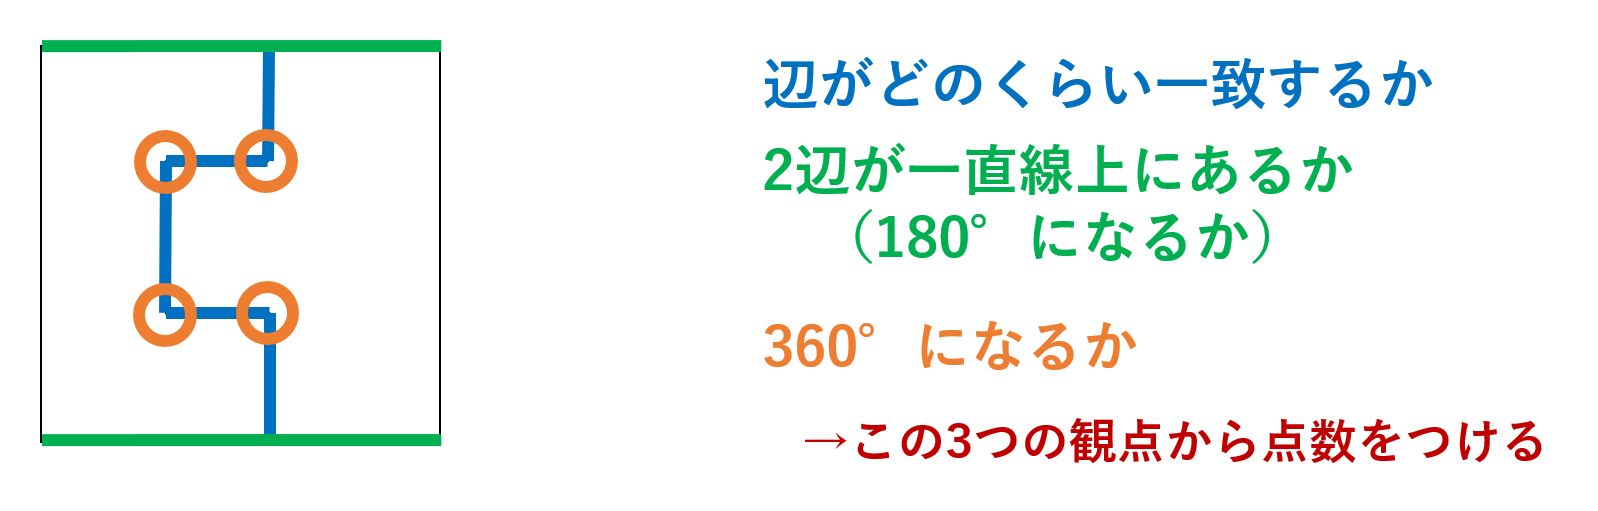 辺がどのくらい一致するか
2辺が一直線上にあるか
（180°になるか）
360°になるか
→この3つの観点から点数をつける